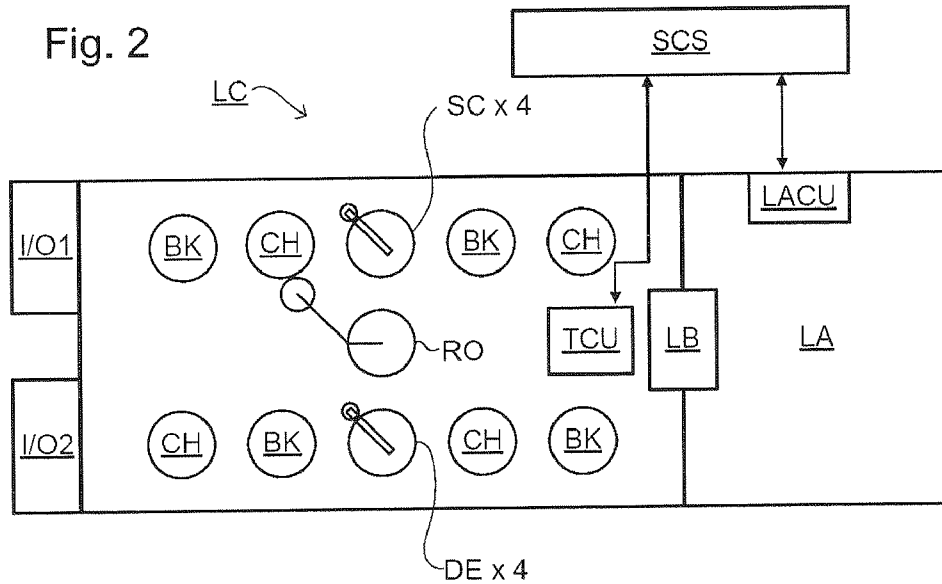 Fig. 2
SCS
LC
SC x 4
I/O1
BK
CH
BK
CH
LACU
RO
TCU
LB
LA
I/O2
CH
BK
CH
BK
DE x 4